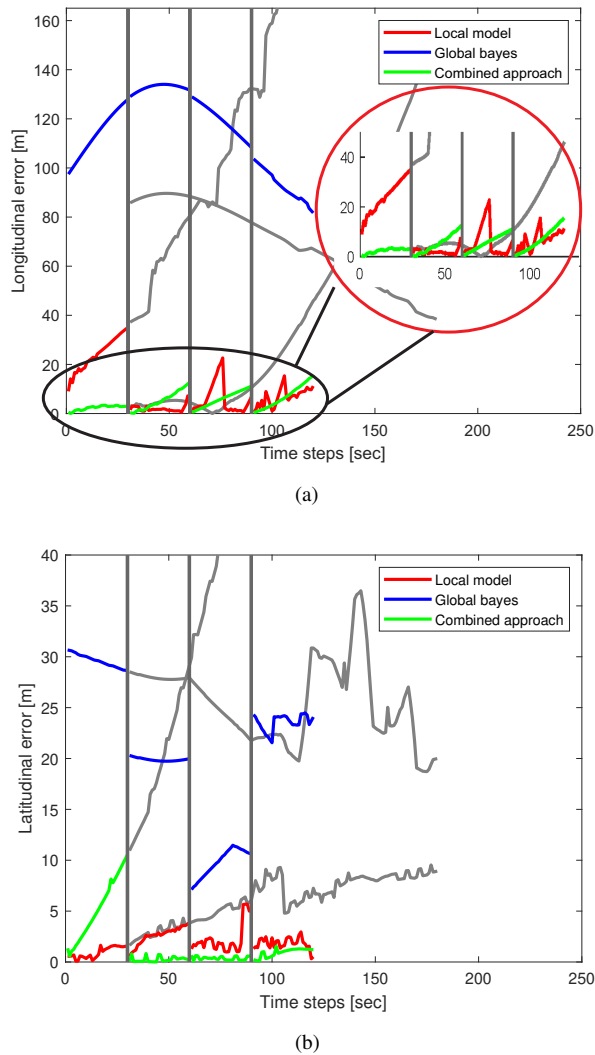 160
140
120
100
80
60
40
20
0
Longitudinal error [m]
Local model
Global bayes
Combined approach
40
20
0
0 50 100
0 50 100 150 200 250
Time steps [sec]
(a)
40
35
30
25
20
15
10
5
0
Latitudinal error [m]
Local model
Global bayes
Combined approach
0 50 100 150 200 250
Time steps [sec]
(b)